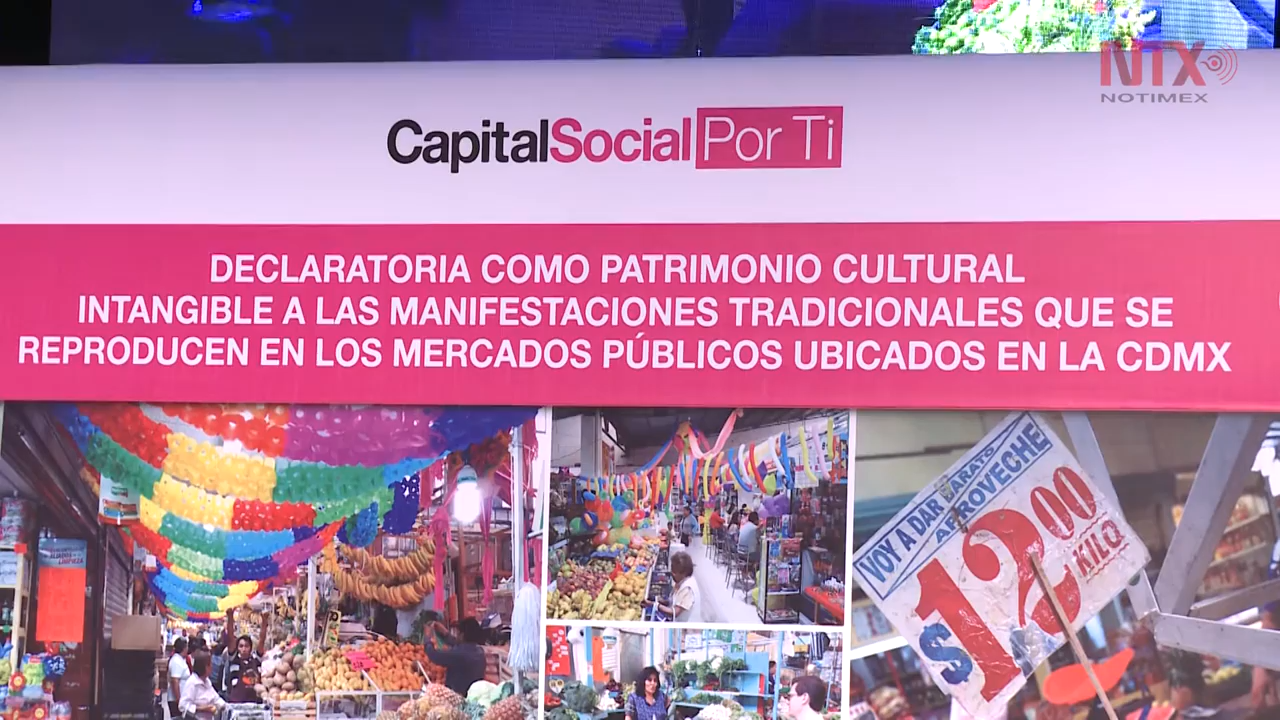 NTX
NOTIMEX
CapitalSocial Por Ti
DECLARATORIA COMO PATRIMONIO CULTURAL
INTANGIBLE A LAS MANIFESTACIONES TRADICIONALES QUE SE
REPRODUCEN EN LOS MERCADOS PÚBLICOS UBICADOS EN LA CDMX
VOY A DAR BARATO
APROVECHE
$12.00
KILO